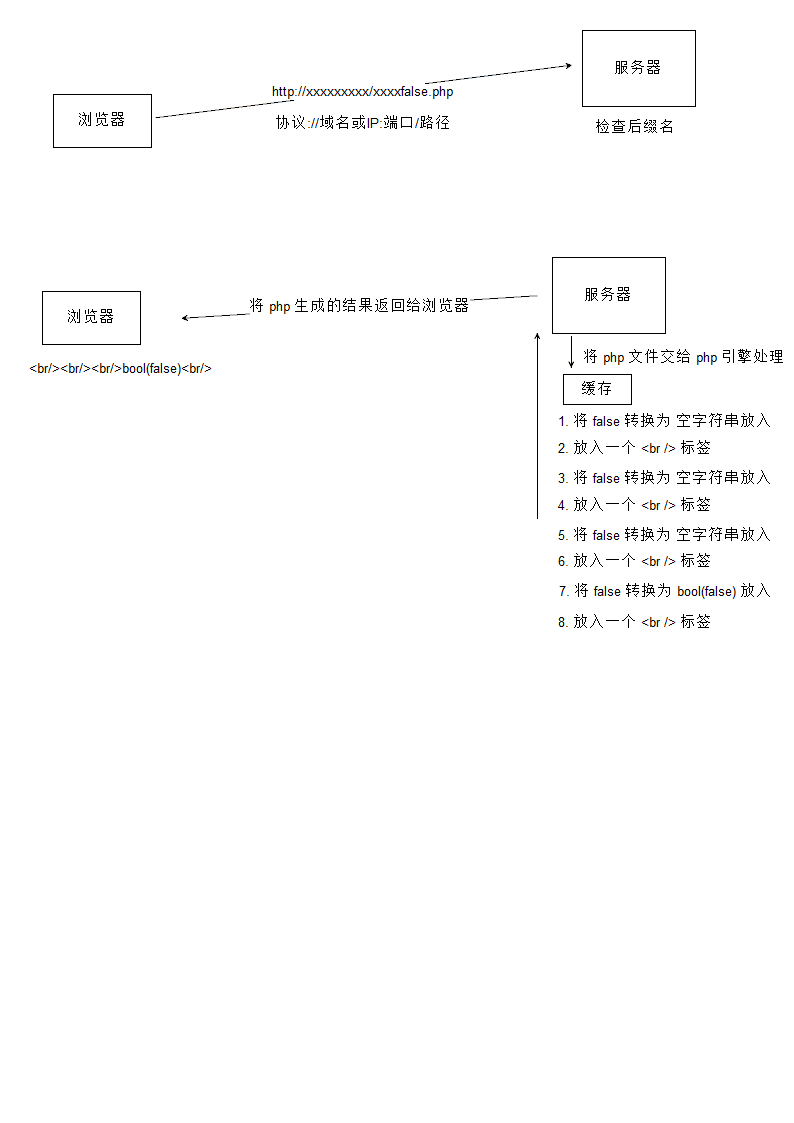 服务器
http://xxxxxxxxx/xxxxfalse.php
浏览器
协议://域名或IP:端口/路径
检查后缀名
服务器
将 php 生成的结果返回给浏览器
浏览器
将 php 文件交给 php 引擎处理
<br/><br/><br/>bool(false)<br/>
缓存
1. 将 false 转换为 空字符串放入
2. 放入一个 <br /> 标签
3. 将 false 转换为 空字符串放入
4. 放入一个 <br /> 标签
5. 将 false 转换为 空字符串放入
6. 放入一个 <br /> 标签
7. 将 false 转换为 bool(false) 放入
8. 放入一个 <br /> 标签